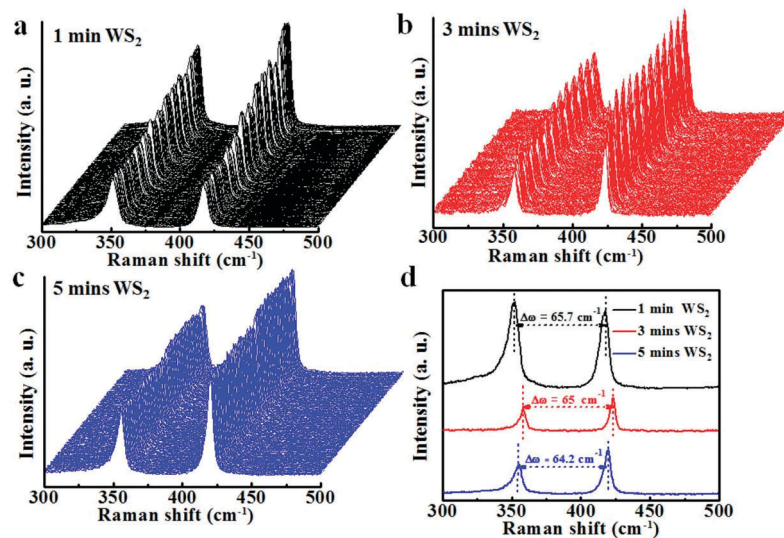 a
1 min WS2
Intensity (a. u.)
300 350 400 450 500
Raman shift (cm-1)
b
3 mins WS2
Intensity (a. u.)
300 350 400 450 500
Raman shift (cm-1)
c
5 mins WS2
Intensity (a. u.)
300 350 400 450 500
Raman shift (cm-1)
d
1 min WS2
3 mins WS2
5 mins WS2
Δω = 65.7 cm-1
Δω = 65 cm-1
Δω = 64.2 cm-1
Intensity (a. u.)
300 350 400 450 500
Raman shift (cm-1)